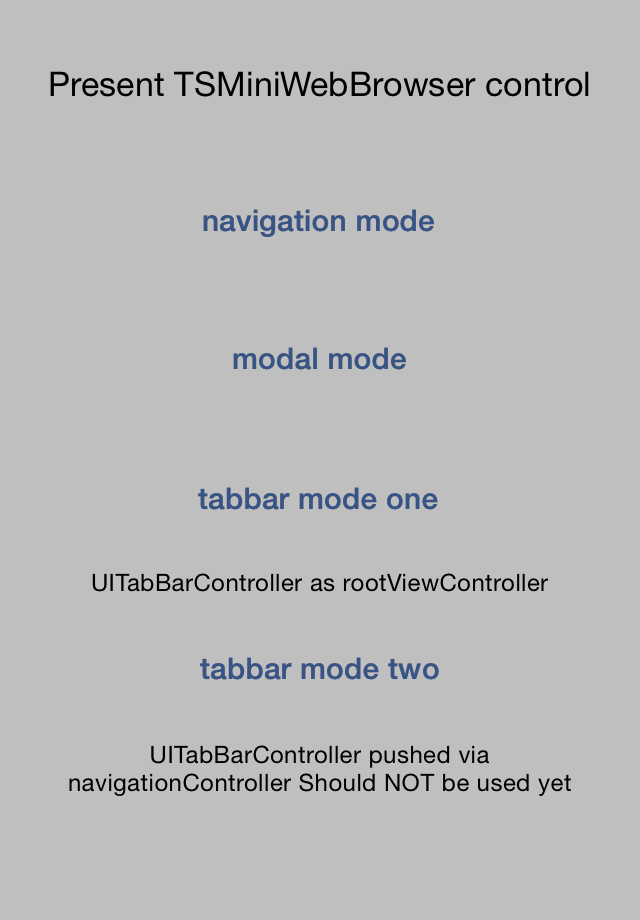 Present TSMiniWebBrowser control
navigation mode
modal mode
tabbar mode one
UITabBarController as rootViewController
tabbar mode two
UITabBarController pushed via
navigationController Should NOT be used yet